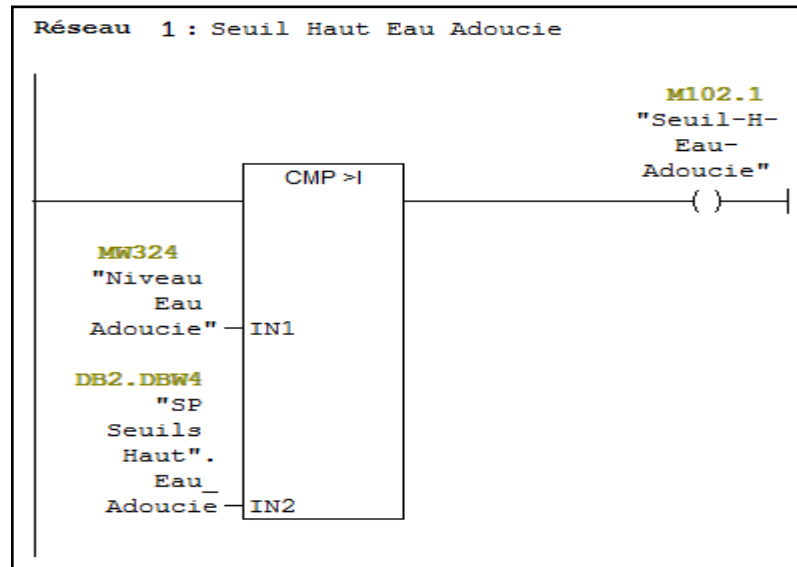 Réseau 1 : Seuil Haut Eau Adoucie
M102.1
"Seuil-H-
Eau-
Adoucie"
CMP >I
( )
MW324
"Niveau
Eau
Adoucie"
IN1
DB2.DBW4
"SP
Seuils
Haut".
Eau_
Adoucie
IN2